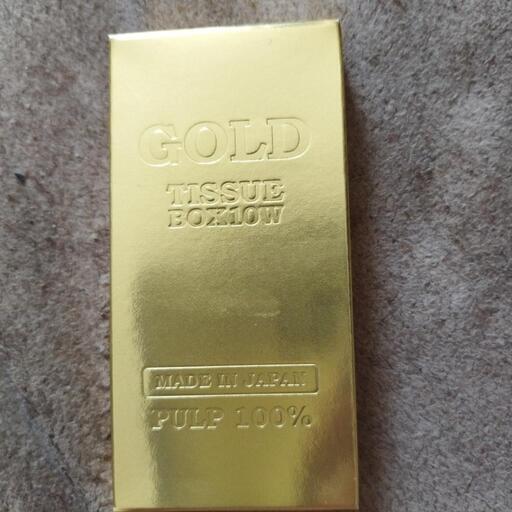 GOLD
TISSUE
BOX10W
MADE IN JAPAN
PULP 100%